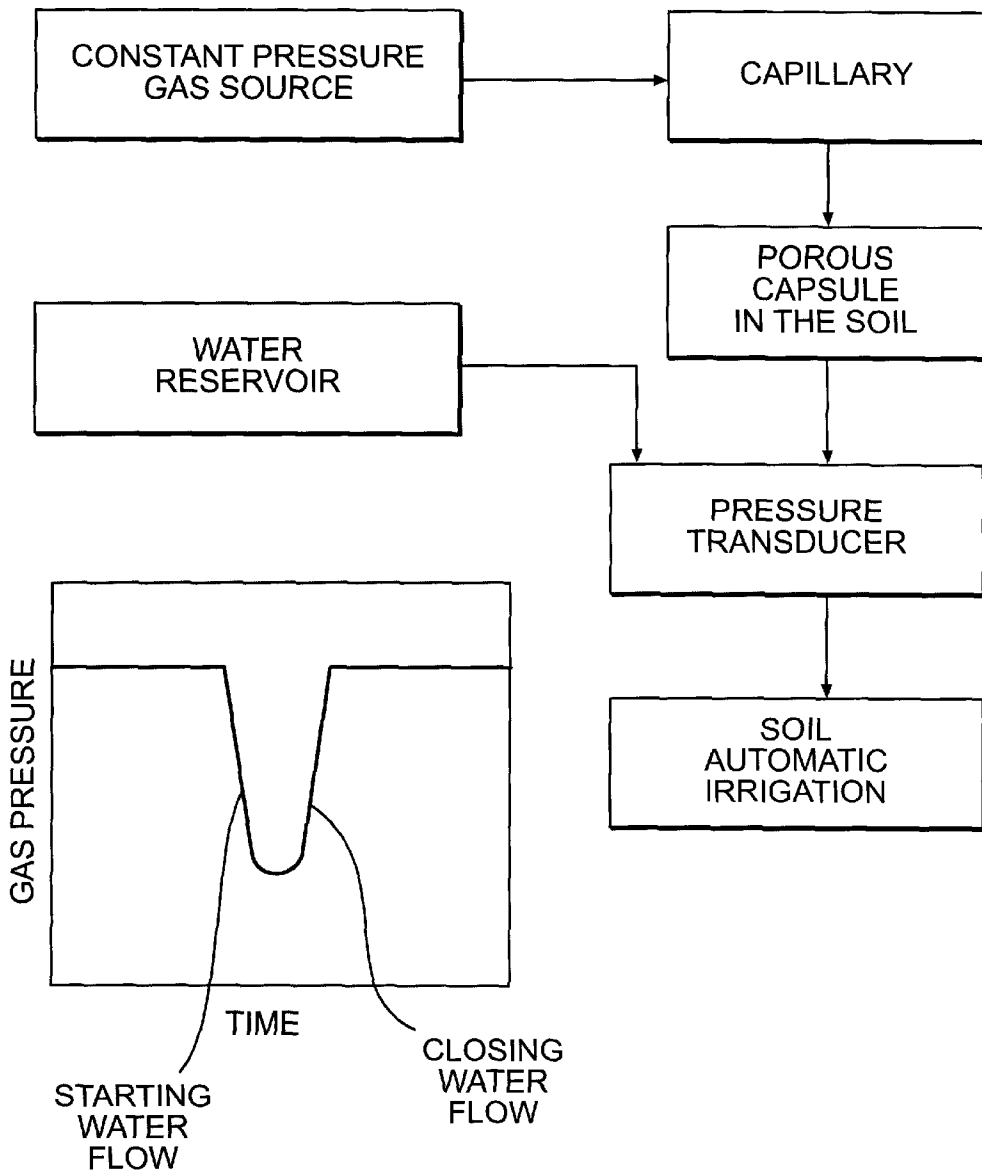 CONSTANT PRESSURE
GAS SOURCE
CAPILLARY
POROUS
CAPSULE
IN THE SOIL
WATER
RESERVOIR
PRESSURE
TRANSDUCER
SOIL
AUTOMATIC
IRRIGATION
GAS PRESSURE
TIME
STARTING
WATER
FLOW
CLOSING
WATER
FLOW